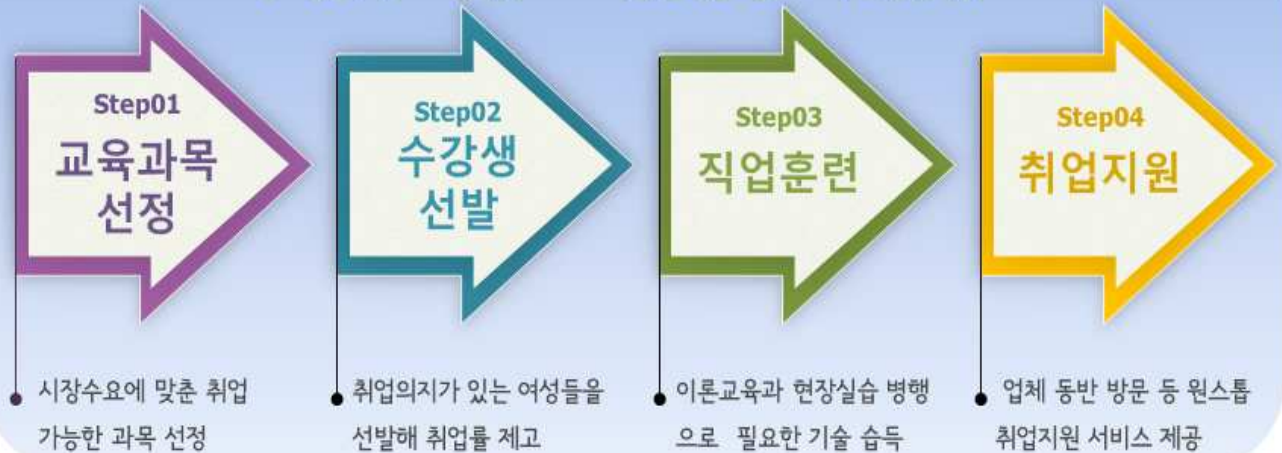 Step01
교육과목
선정
Step02
수강생
선발
Step03
직업훈련
Step04
취업지원
시장수요에 맞춘 취업
가능한 과목 선정
취업의지가 있는 여성들을
선발해 취업률 제고
이론교육과 현장실습 병행
으로 필요한 기술 습득
업체 동반 방문 등 원스톱
취업지원 서비스 제공